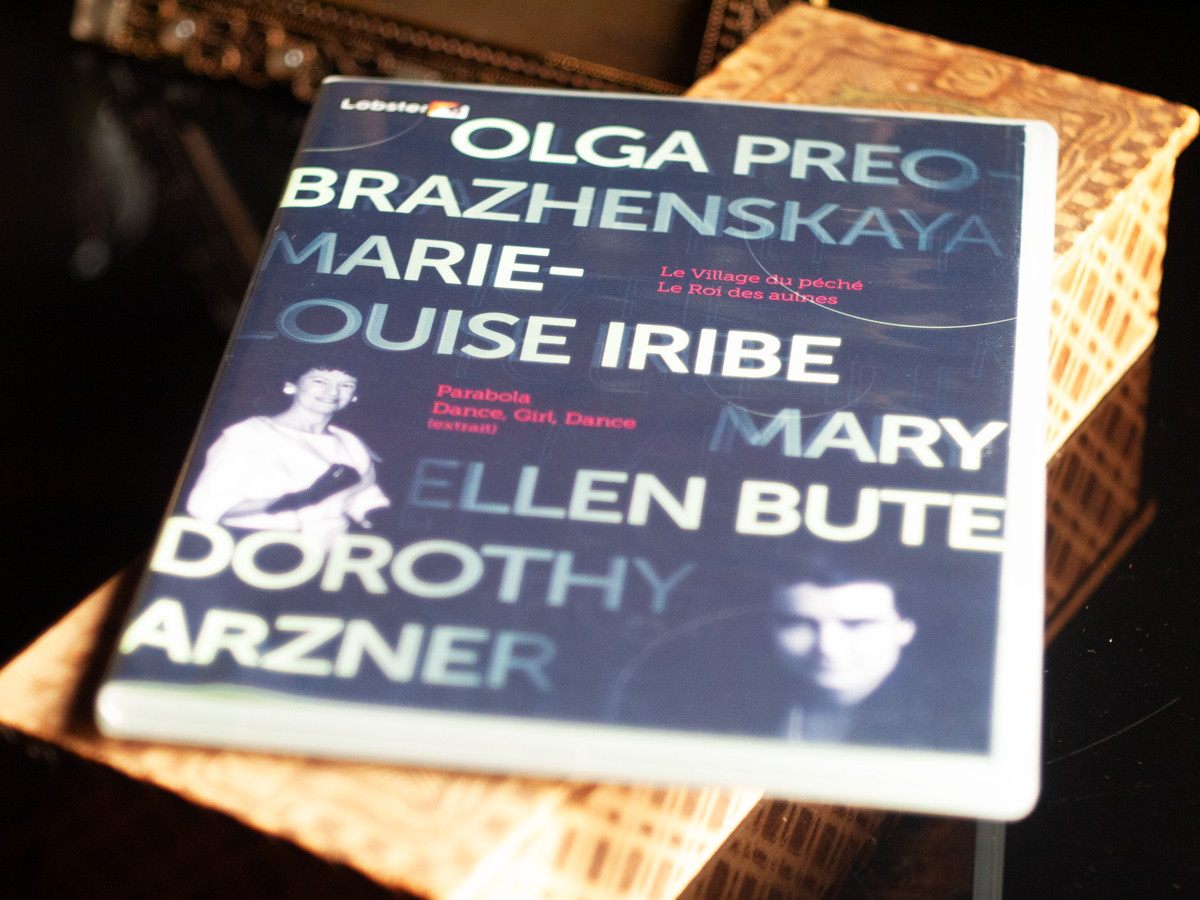 Lobster
OLGA PREO-
BRAZHENSKAYA
MARIE-
LOUISE IRIBE
Le Village du péché
Le Roi des aulnes
Parabola
Dance, Girl, Dance
(extrait)
MARY
ELLEN BUTE
DOROTHY
ARZNER